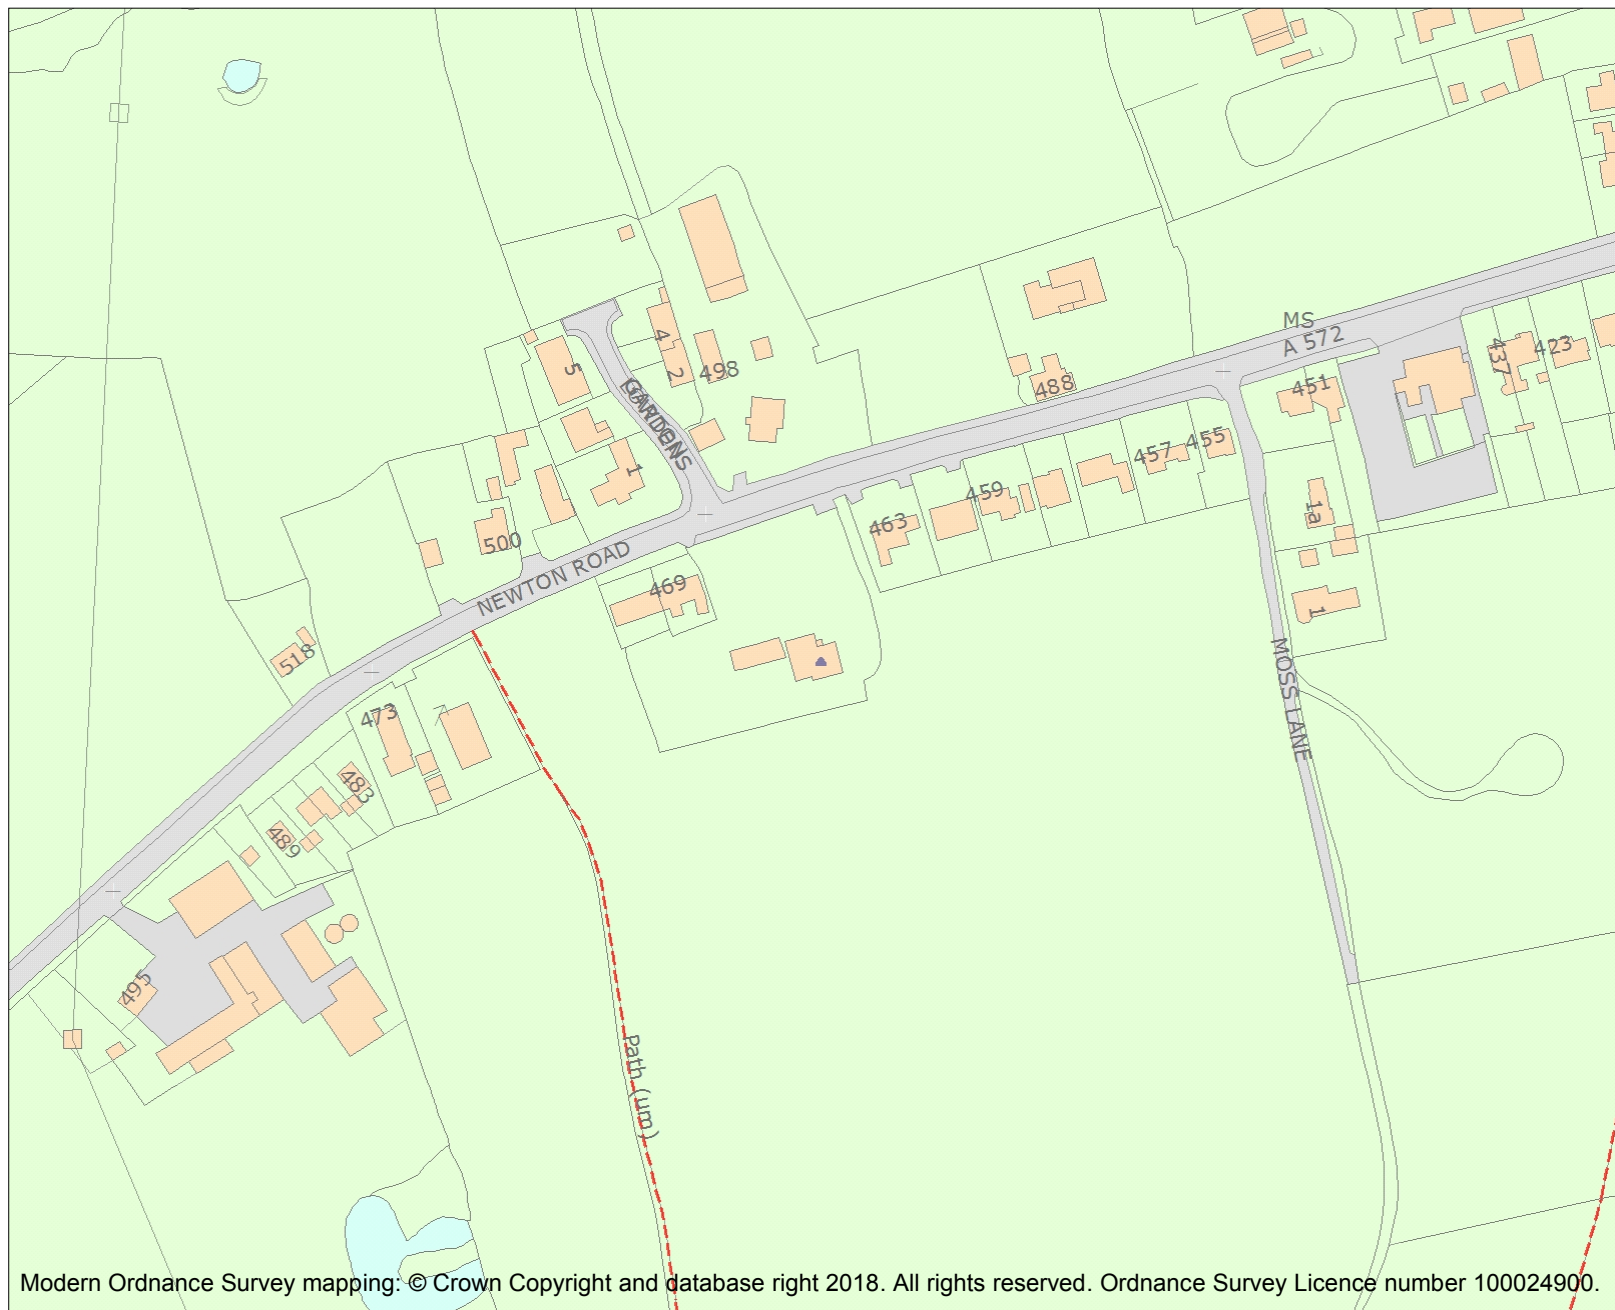 MS
A 572
423
437
451
488
498
4
2
5
GARDENS
1
455
457
459
463
1a
500
NEWTON ROAD
469
1
518
MOSS LANE
473
483
489
495
Path (um)
Modern Ordnance Survey mapping: © Crown Copyright and database right 2018. All rights reserved. Ordnance Survey Licence number 100024900.